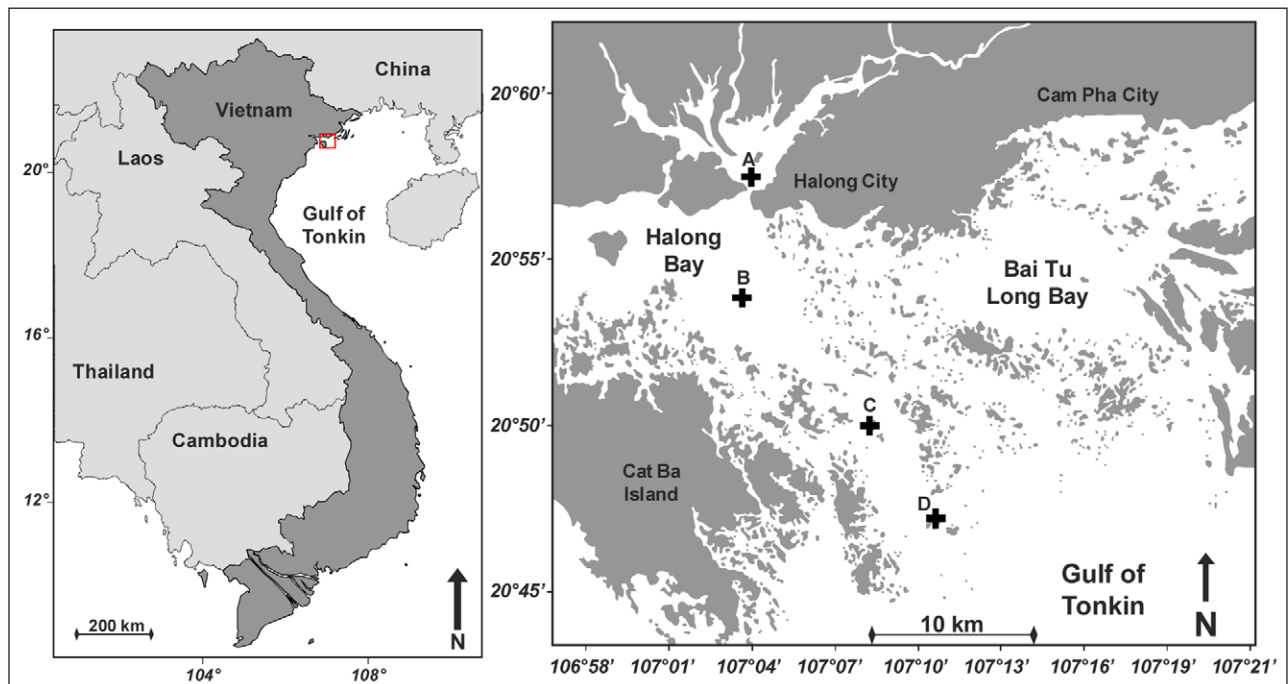 China
Vietnam
Laos
20°
Gulf of
Tonkin
16°
Thailand
Cambodia
12°
200 km
N
104°
108°
20°60’
Cam Pha City
A
Halong City
20°55’
Halong
Bay
Bai Tu
Long Bay
B
20°50’
C
Cat Ba
Island
D
20°45’
Gulf of
Tonkin
10 km
N
106°58’ 107°01’ 107°04’ 107°07’ 107°10’ 107°13’ 107°16’ 107°19’ 107°21’